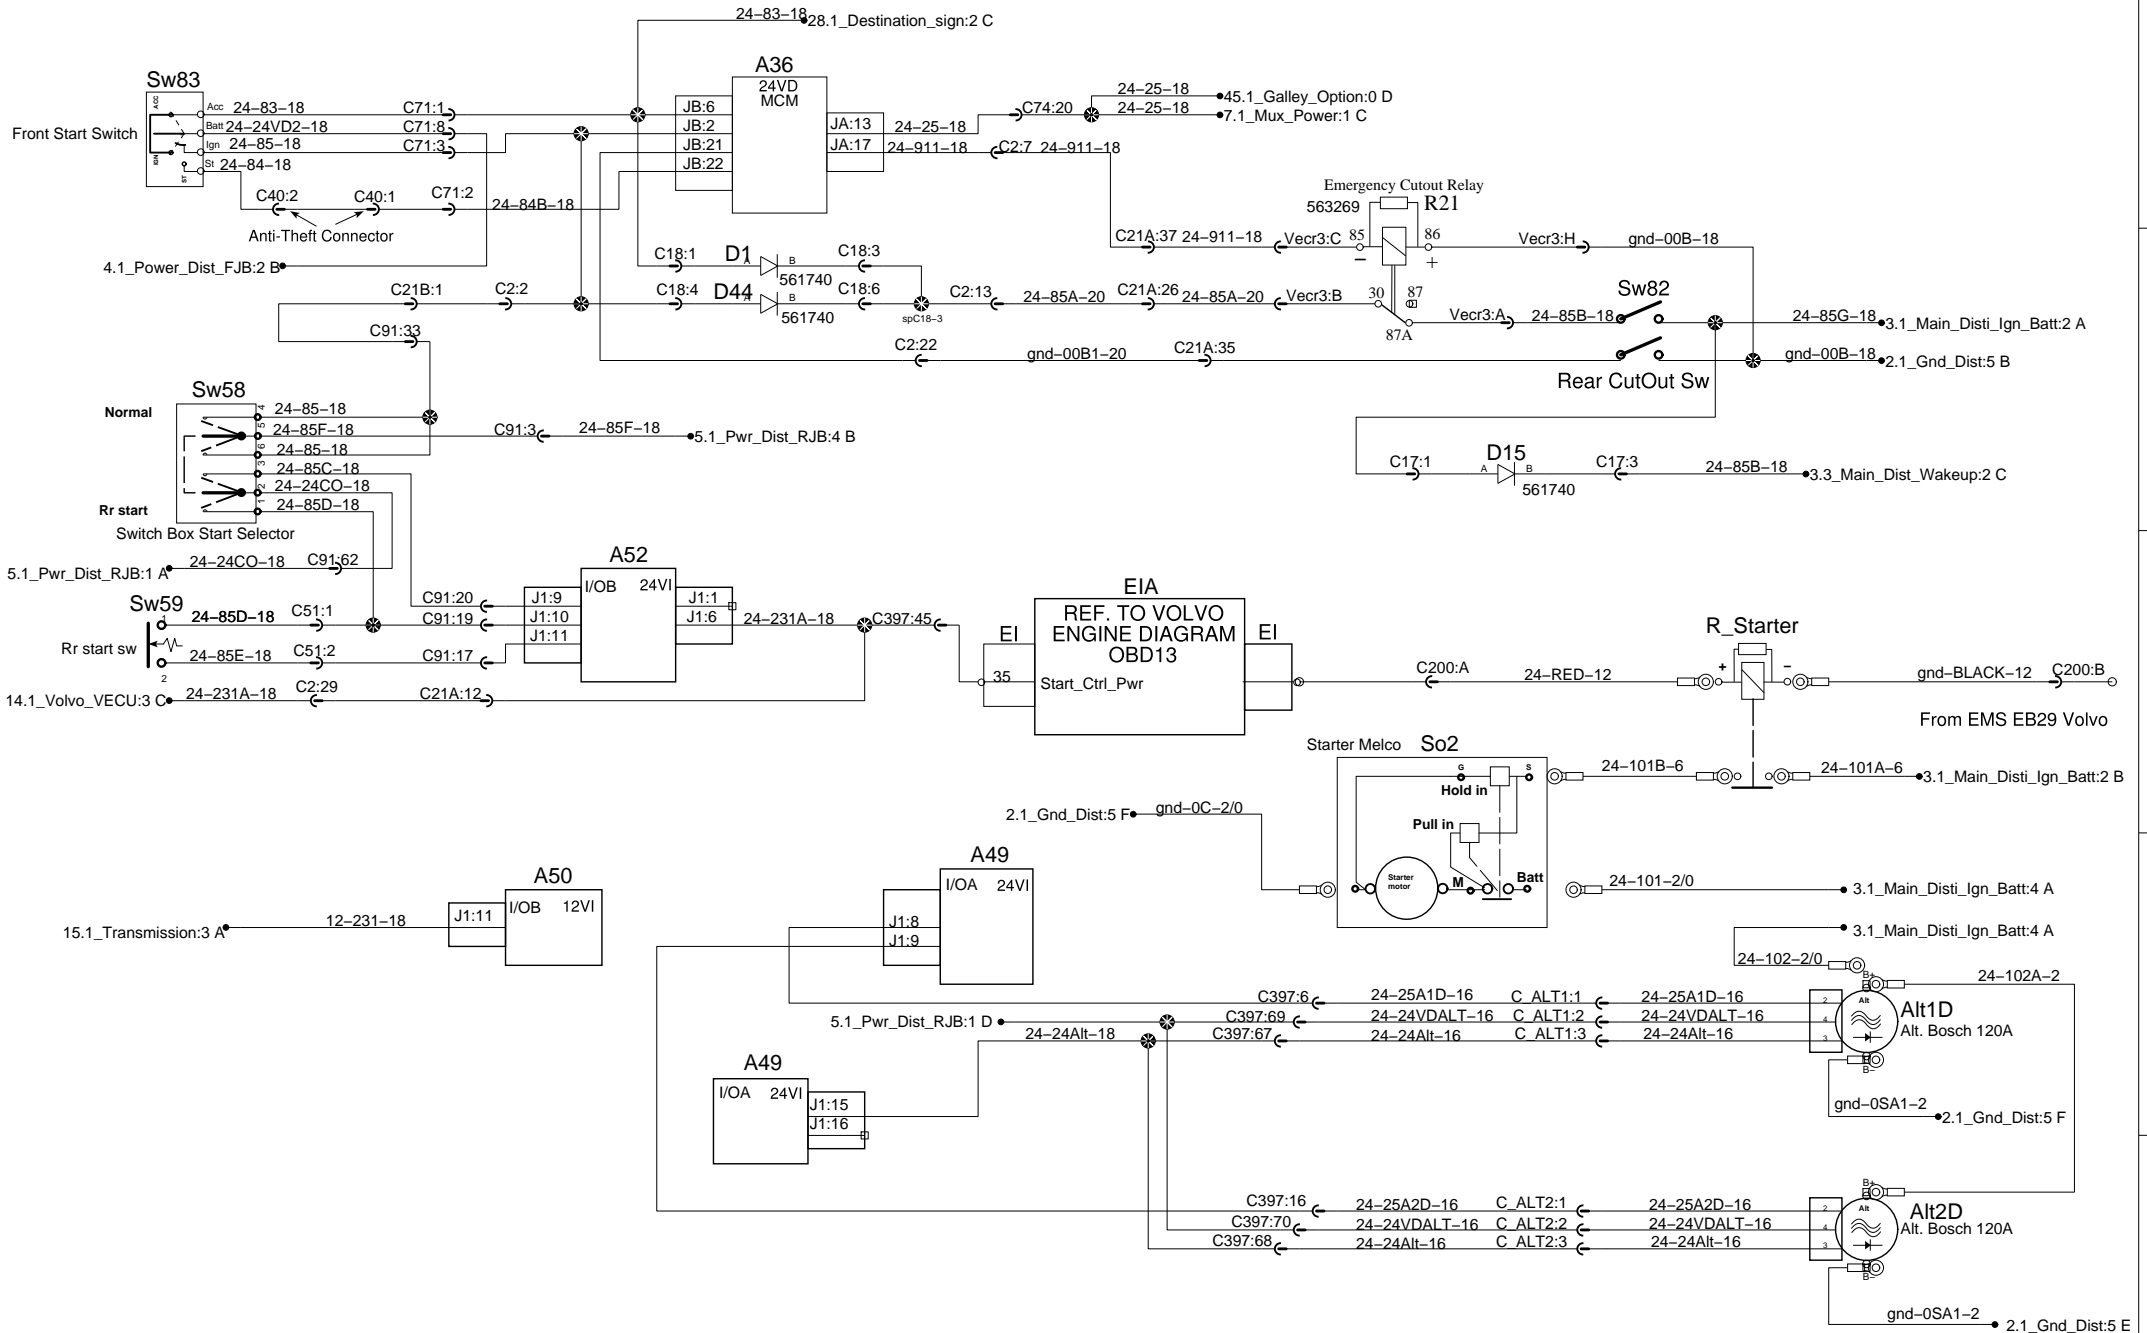 24-83-18
28.1_Destination_sign:2 C
Sw83
A36
24VD
MCM
ACC
IGN
ST
Front Start Switch
Acc
24-83-18
C71:1
Batt
24-24VD2-18
C71:8
Ign
24-85-18
C71:3
St
24-84-18
JB:6
JB:2
JB:21
JB:22
JA:13
JA:17
24-25-18
24-911-18
C74:20
24-25-18
45.1_Galley_Option:0 D
24-25-18
7.1_Mux_Power:1 C
C2:7
24-911-18
C40:2
C40:1
C71:2
24-84B-18
Anti-Theft Connector
Emergency Cutout Relay
563269
R21
4.1_Power_Dist_FJB:2 B
C18:1
D1
A
B
561740
C18:3
C21A:37
24-911-18
Vecr3:C
85
86
–
+
Vecr3:H
gnd-00B-18
C21B:1
C2:2
C18:4
D44
A
B
561740
C18:6
spC18-3
C2:13
24-85A-20
C21A:26
24-85A-20
Vecr3:B
30
87
87A
Sw82
Vecr3:A
24-85B-18
24-85G-18
3.1_Main_Disti_Ign_Batt:2 A
C91:33
C2:22
gnd-00B1-20
C21A:35
gnd-00B-18
2.1_Gnd_Dist:5 B
Rear CutOut Sw
Sw58
Normal
24-85-18
4
24-85F-18
5
24-85-18
6
24-85C-18
3
24-24CO-18
2
24-85D-18
1
Rr start
Switch Box Start Selector
C91:3
24-85F-18
5.1_Pwr_Dist_RJB:4 B
C17:1
D15
A
B
561740
C17:3
24-85B-18
3.3_Main_Dist_Wakeup:2 C
5.1_Pwr_Dist_RJB:1 A
24-24CO-18
C91:62
A52
I/OB
24VI
J1:9
J1:10
J1:11
J1:1
J1:6
C91:20
C91:19
C91:17
Sw59
1
24-85D-18
C51:1
Rr start sw
24-85E-18
C51:2
2
14.1_Volvo_VECU:3 C
24-231A-18
C2:29
C21A:12
24-231A-18
C397:45
EIA
REF. TO VOLVO
ENGINE DIAGRAM
OBD13
EI
EI
35
Start_Ctrl_Pwr
C200:A
24-RED-12
R_Starter
+
–
gnd-BLACK-12
C200:B
From EMS EB29 Volvo
Starter Melco
So2
G
S
Hold in
Pull in
Starter
motor
M
Batt
24-101B-6
24-101A-6
3.1_Main_Disti_Ign_Batt:2 B
2.1_Gnd_Dist:5 F
gnd-0C-2/0
24-101-2/0
3.1_Main_Disti_Ign_Batt:4 A
3.1_Main_Disti_Ign_Batt:4 A
24-102-2/0
A50
I/OB
12VI
J1:11
15.1_Transmission:3 A
12-231-18
A49
I/OA
24VI
J1:8
J1:9
B+
24-102A-2
C397:6
24-25A1D-16
C_ALT1:1
24-25A1D-16
2
5.1_Pwr_Dist_RJB:1 D
C397:69
24-24VDALT-16
C_ALT1:2
24-24VDALT-16
4
24-24Alt-18
C397:67
24-24Alt-16
C_ALT1:3
24-24Alt-16
3
Alt
Alt1D
Alt. Bosch 120A
B-
gnd-0SA1-2
2.1_Gnd_Dist:5 F
A49
I/OA
24VI
J1:15
J1:16
B+
C397:16
24-25A2D-16
C_ALT2:1
24-25A2D-16
2
C397:70
24-24VDALT-16
C_ALT2:2
24-24VDALT-16
4
C397:68
24-24Alt-16
C_ALT2:3
24-24Alt-16
3
Alt
Alt2D
Alt. Bosch 120A
B-
gnd-0SA1-2
2.1_Gnd_Dist:5 E